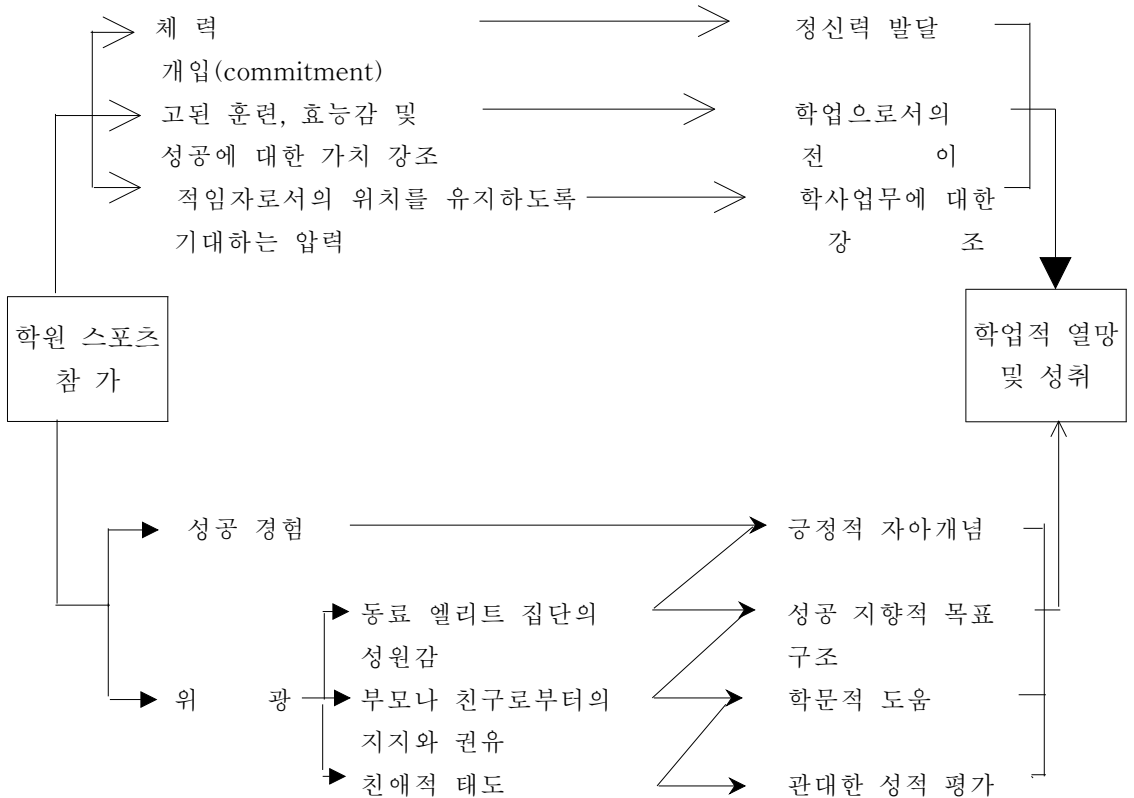 체 력
정신력 발달
개입(commitment)
고된 훈련, 효능감 및
성공에 대한 가치 강조
학업으로서의
전 이
적임자로서의 위치를 유지하도록
기대하는 압력
학사업무에 대한
강 조
학원 스포츠
참 가
학업적 열망
및 성취
성공 경험
긍정적 자아개념
동료 엘리트 집단의
성원감
성공 지향적 목표
구조
위 광
부모나 친구로부터의
지지와 권유
학문적 도움
친애적 태도
관대한 성적 평가